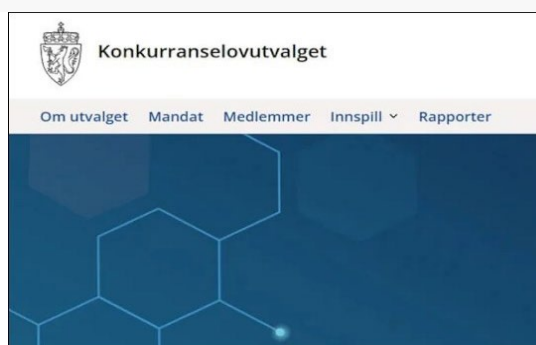 Konkurranselovutvalget
Om utvalget Mandat Medlemmer Innspill Rapporter